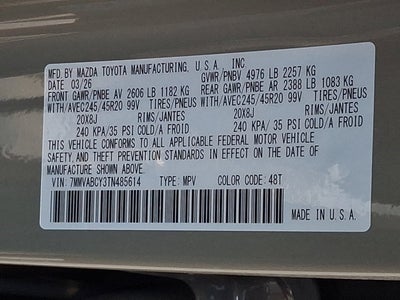 MFD. BY MAZDA TOYOTA MANUFACTURING, U.S.A., INC
DATE 03/26 GVWR/PNBV 4976 LB 2257 KG
FRONT GAWR/PNBE AV 2606 LB 1182 KG REAR GAWR/PNBE AR 2388 LB 1083 KG
WITH/AVEC245/45R20 99V TIRES/PNEUS WITH/AVEC245/45R20 99V TIRES/PNEUS
20X8J RIMS/JANTES 20X8J RIMS/JANTES
240 KPA/ 35 PSI COLD/A FROID 240 KPA/ 35 PSI COLD/A FROID
THIS VEHICLE CONFORMS TO ALL APPLICABLE FEDERAL MOTOR VEHICLE
SAFETY,AND THEFT PREVENTION STANDARDS IN EFFECT ON THE DATE OF
MANUFACTURE SHOWN ABOVE.
VIN: 7MMVABCY3TN485614 TYPE: MPV COLOR CODE: 48T
MADE IN U.S.A.